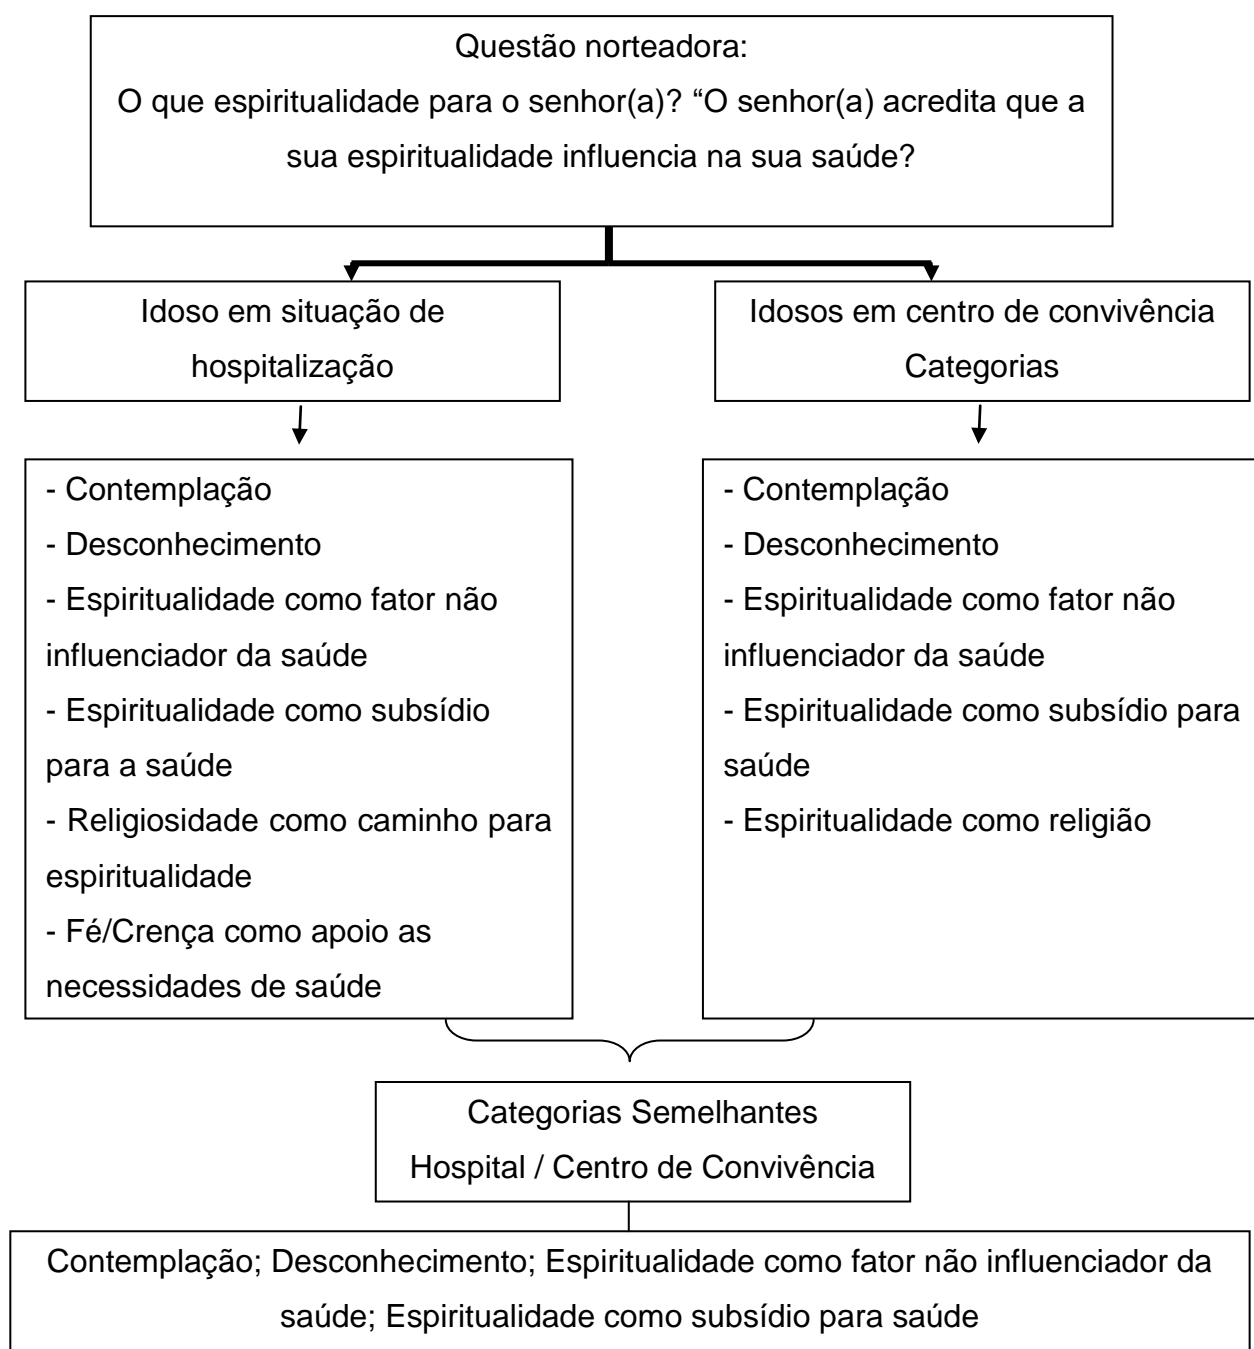 Questão norteadora:
O que espiritualidade para o senhor(a)? “O senhor(a) acredita que a
sua espiritualidade influencia na sua saúde?
Idoso em situação de
hospitalização
Idosos em centro de convivência
Categorias
- Contemplação
- Desconhecimento
- Espiritualidade como fator não
influenciador da saúde
- Espiritualidade como subsídio
para a saúde
- Religiosidade como caminho para
espiritualidade
- Fé/Crença como apoio as
necessidades de saúde
- Contemplação
- Desconhecimento
- Espiritualidade como fator não
influenciador da saúde
- Espiritualidade como subsídio para
saúde
- Espiritualidade como religião
Categorias Semelhantes
Hospital / Centro de Convivência
Contemplação; Desconhecimento; Espiritualidade como fator não influenciador da
saúde; Espiritualidade como subsídio para saúde